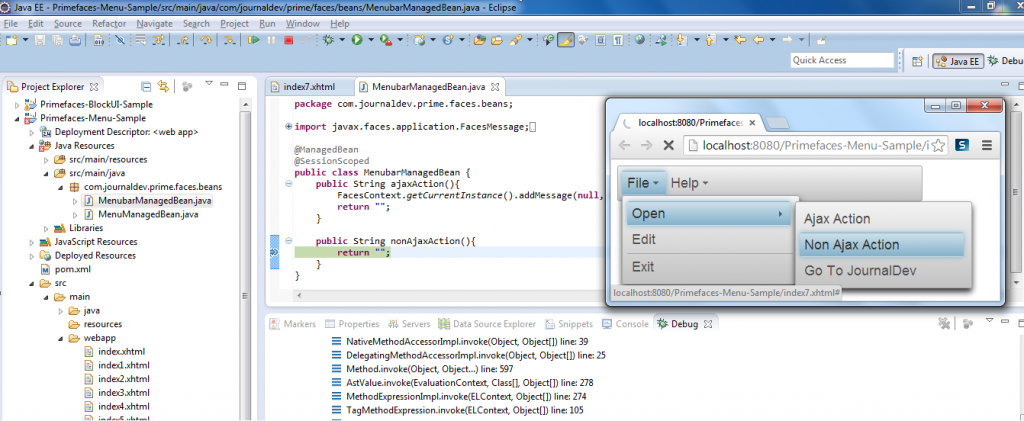 Java EE - Primefaces-Menu-Sample/src/main/java/com/journaldev/prime/faces/beans/MenubarManagedBean.java - Eclipse
File Edit Source Refactor Navigate Search Project Run Window Help
Quick Access
Java EE
Debu
Project Explorer
Primefaces-BlockUI-Sample
Primefaces-Menu-Sample
Deployment Descriptor: <web app>
Java Resources
src/main/resources
src/main/java
com.journaldev.prime.faces.beans
MenubarManagedBean.java
MenuManagedBean.java
Libraries
JavaScript Resources
Deployed Resources
pom.xml
src
main
java
resources
webapp
index.xhtml
index1.xhtml
index2.xhtml
index3.xhtml
index4.xhtml
index5.xhtml
index7.xhtml
MenubarManagedBean.java
package com.journaldev.prime.faces.beans;
import javax.faces.application.FacesMessage;
@ManagedBean
@SessionScoped
public class MenubarManagedBean {
public String ajaxAction(){
FacesContext.getCurrentInstance().addMessage(null,
return "";
}
public String nonAjaxAction(){
return "";
}
}
localhost:8080/Primefaces
localhost:8080/Primefaces-Menu-Sample/i
File Help
Open
Edit
Exit
Ajax Action
Non Ajax Action
Go To JournalDev
localhost:8080/Primefaces-Menu-Sample/index7.xhtml#
Markers Properties Servers Data Source Explorer Snippets Console Debug
NativeMethodAccessorImpl.invoke(Object, Object[]) line: 39
DelegatingMethodAccessorImpl.invoke(Object, Object[]) line: 25
Method.invoke(Object, Object...) line: 597
AstValue.invoke(EvaluationContext, Class[], Object[]) line: 278
MethodExpressionImpl.invoke(ELContext, Object[]) line: 274
TagMethodExpression.invoke(ELContext, Object[]) line: 105